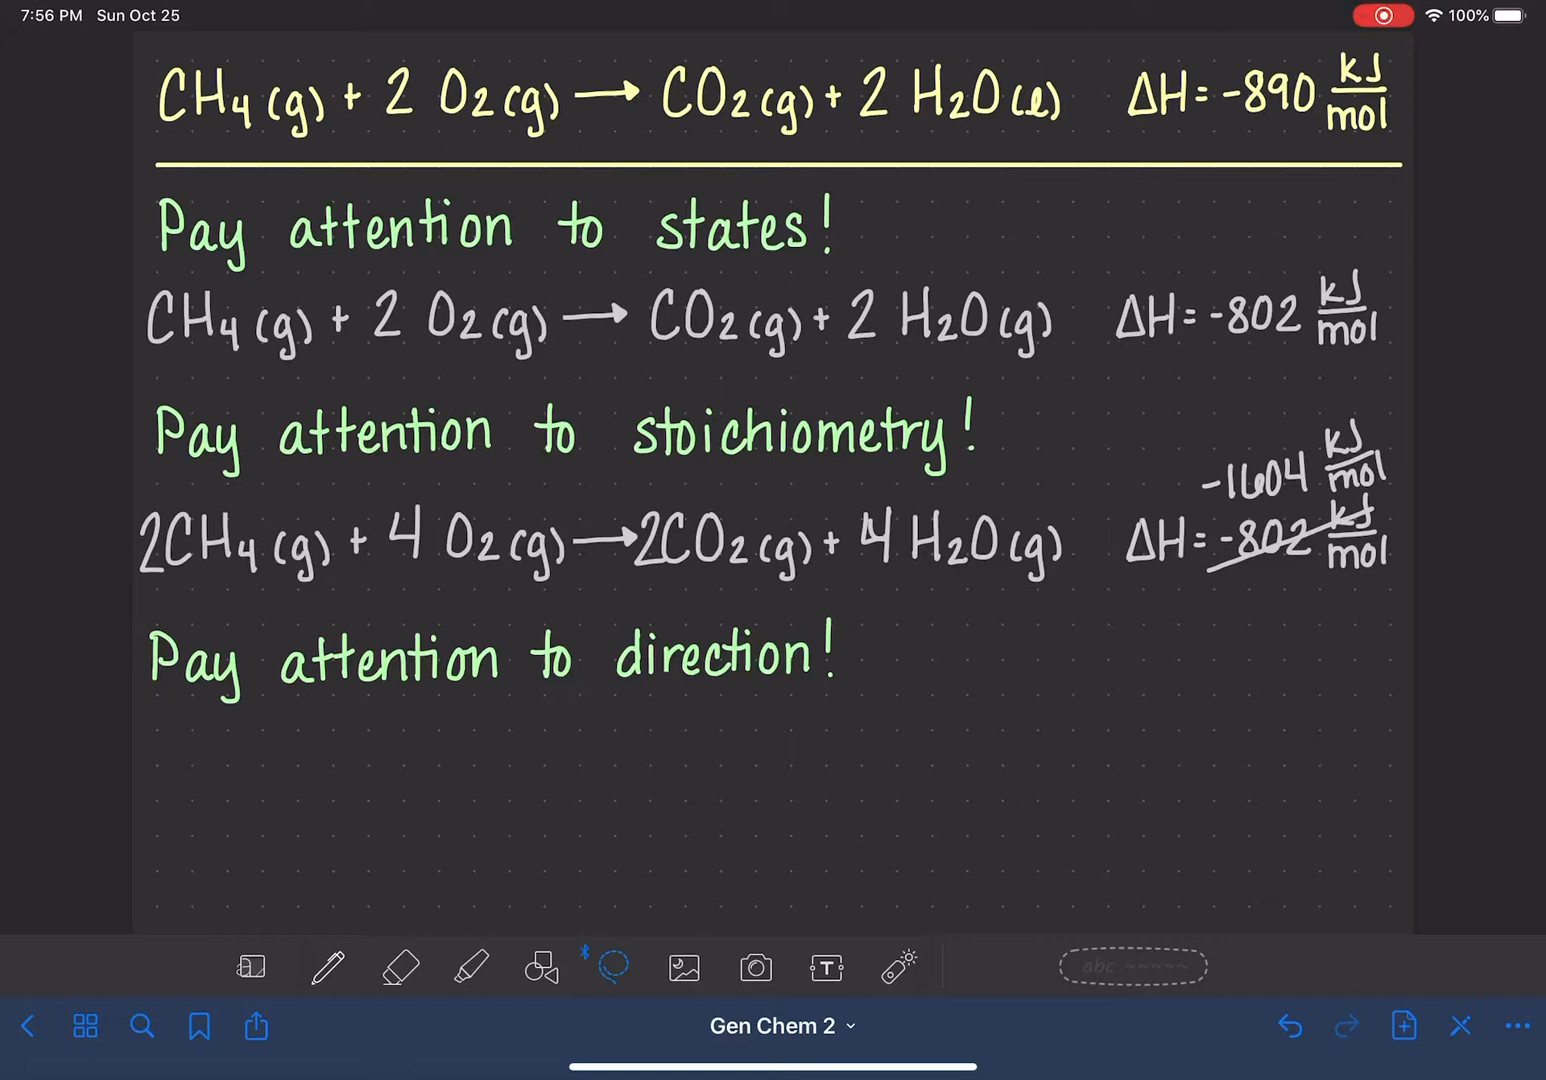 7:56 PM Sun Oct 25 100%
CH₄(g) + 2 O₂(g) → CO₂(g) + 2 H₂O(l) ΔH = -890 kJ/mol
Pay attention to states!
CH₄(g) + 2 O₂(g) → CO₂(g) + 2 H₂O(g) ΔH = -802 kJ/mol
Pay attention to stoichiometry!
-1604 kJ/mol
2CH₄(g) + 4 O₂(g) → 2CO₂(g) + 4 H₂O(g) ΔH = -802 kJ/mol
Pay attention to direction!
T abc
Gen Chem 2